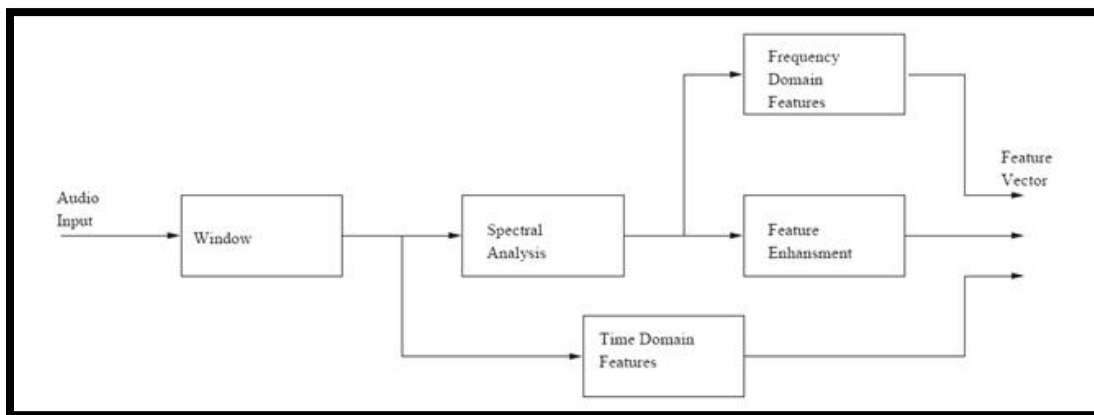 Frequency
Domain
Features
Feature
Vector
Audio
Input
Window
Spectral
Analysis
Feature
Enhansment
Time Domain
Features